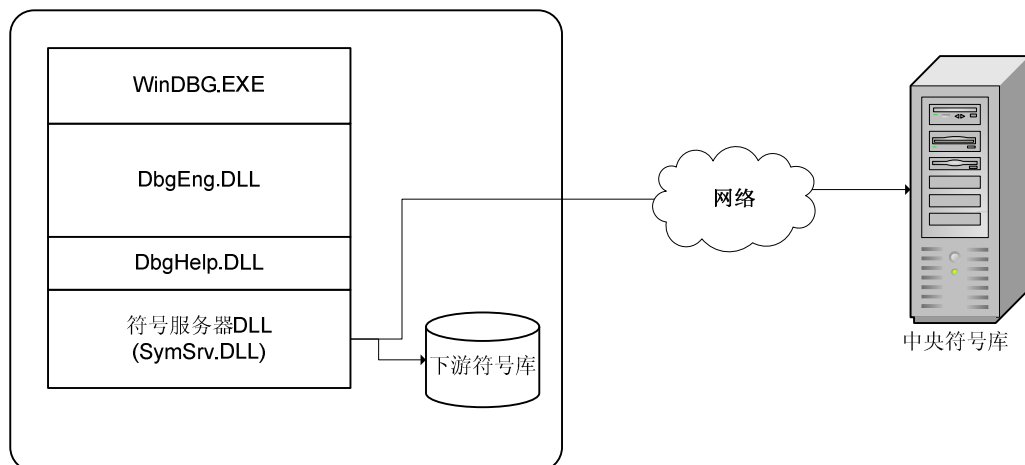 WinDBG.EXE
DbgEng.DLL
DbgHelp.DLL
符号服务器DLL
(SymSrv.DLL)
下游符号库
网络
中央符号库